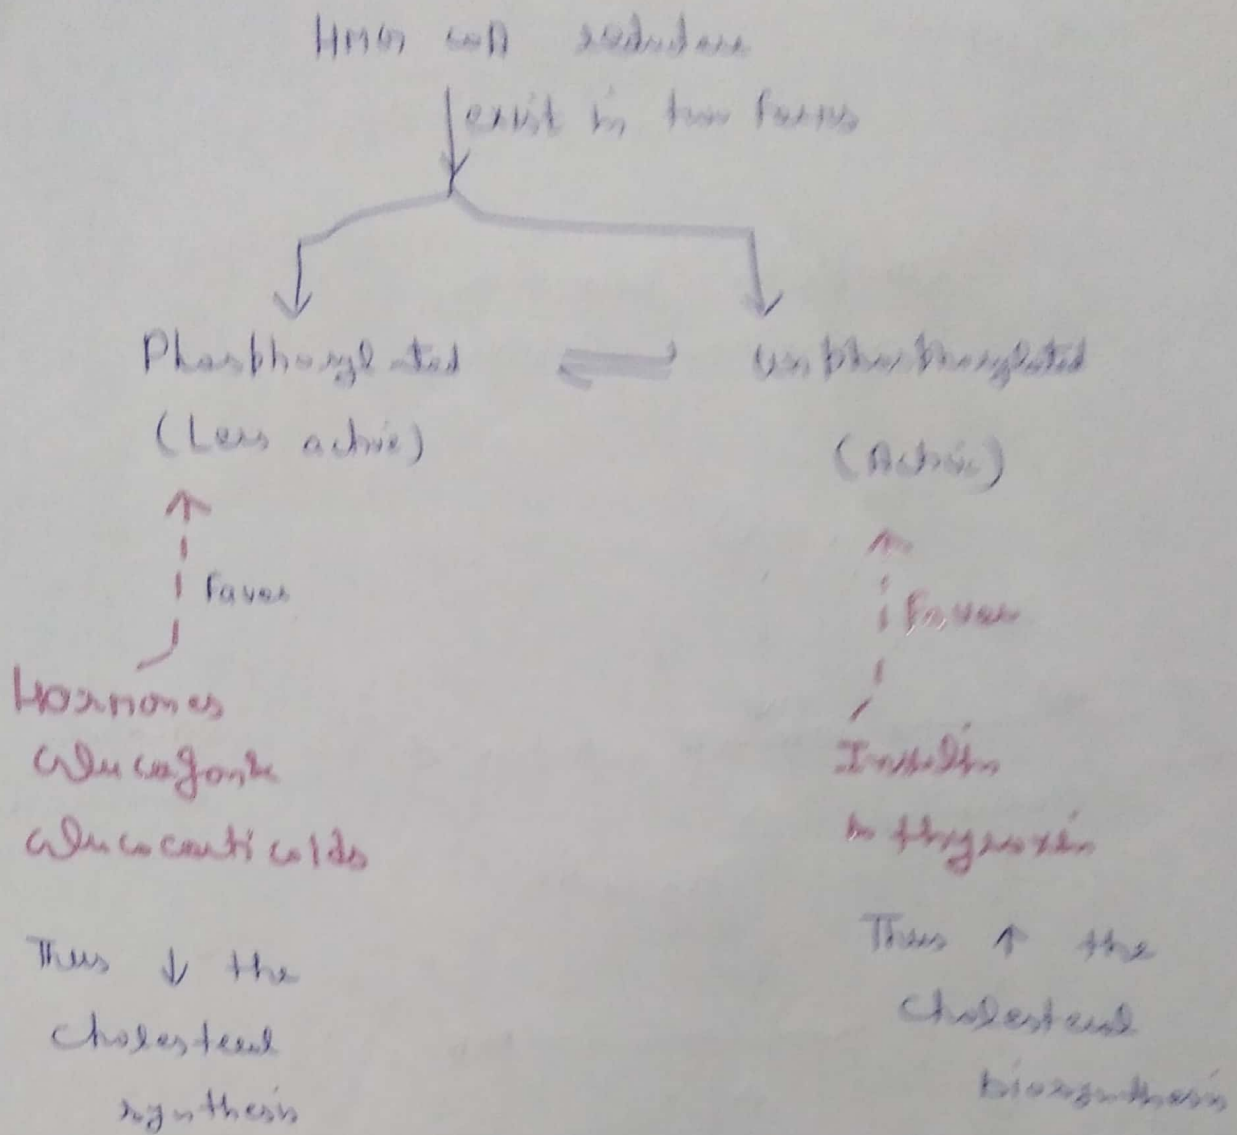 HMG CoA reductase
exist in two forms
Phosphorylated
Unphosphorylated
(Less active)
(Active)
Favor
Favor
Hormones
Glucagon &
Glucocorticoids
Insulin
& thyroxin
Thus ↓ the
cholesterol
synthesis
Thus ↑ the
cholesterol
biosynthesis